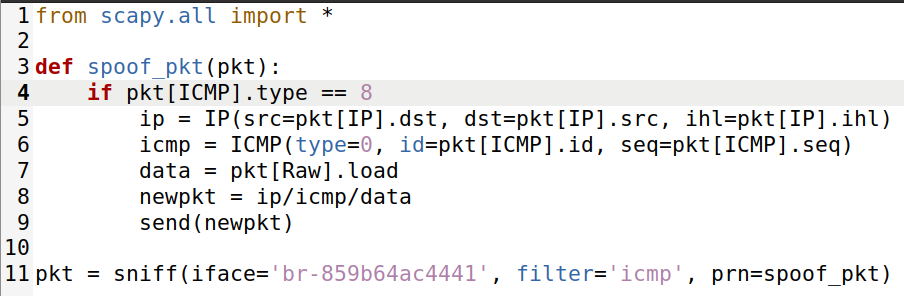 1 from scapy.all import *
2
3 def spoof_pkt(pkt):
4     if pkt[ICMP].type == 8
5         ip = IP(src=pkt[IP].dst, dst=pkt[IP].src, ihl=pkt[IP].ihl)
6         icmp = ICMP(type=0, id=pkt[ICMP].id, seq=pkt[ICMP].seq)
7         data = pkt[Raw].load
8         newpkt = ip/icmp/data
9         send(newpkt)
10
11 pkt = sniff(iface='br-859b64ac4441', filter='icmp', prn=spoof_pkt)